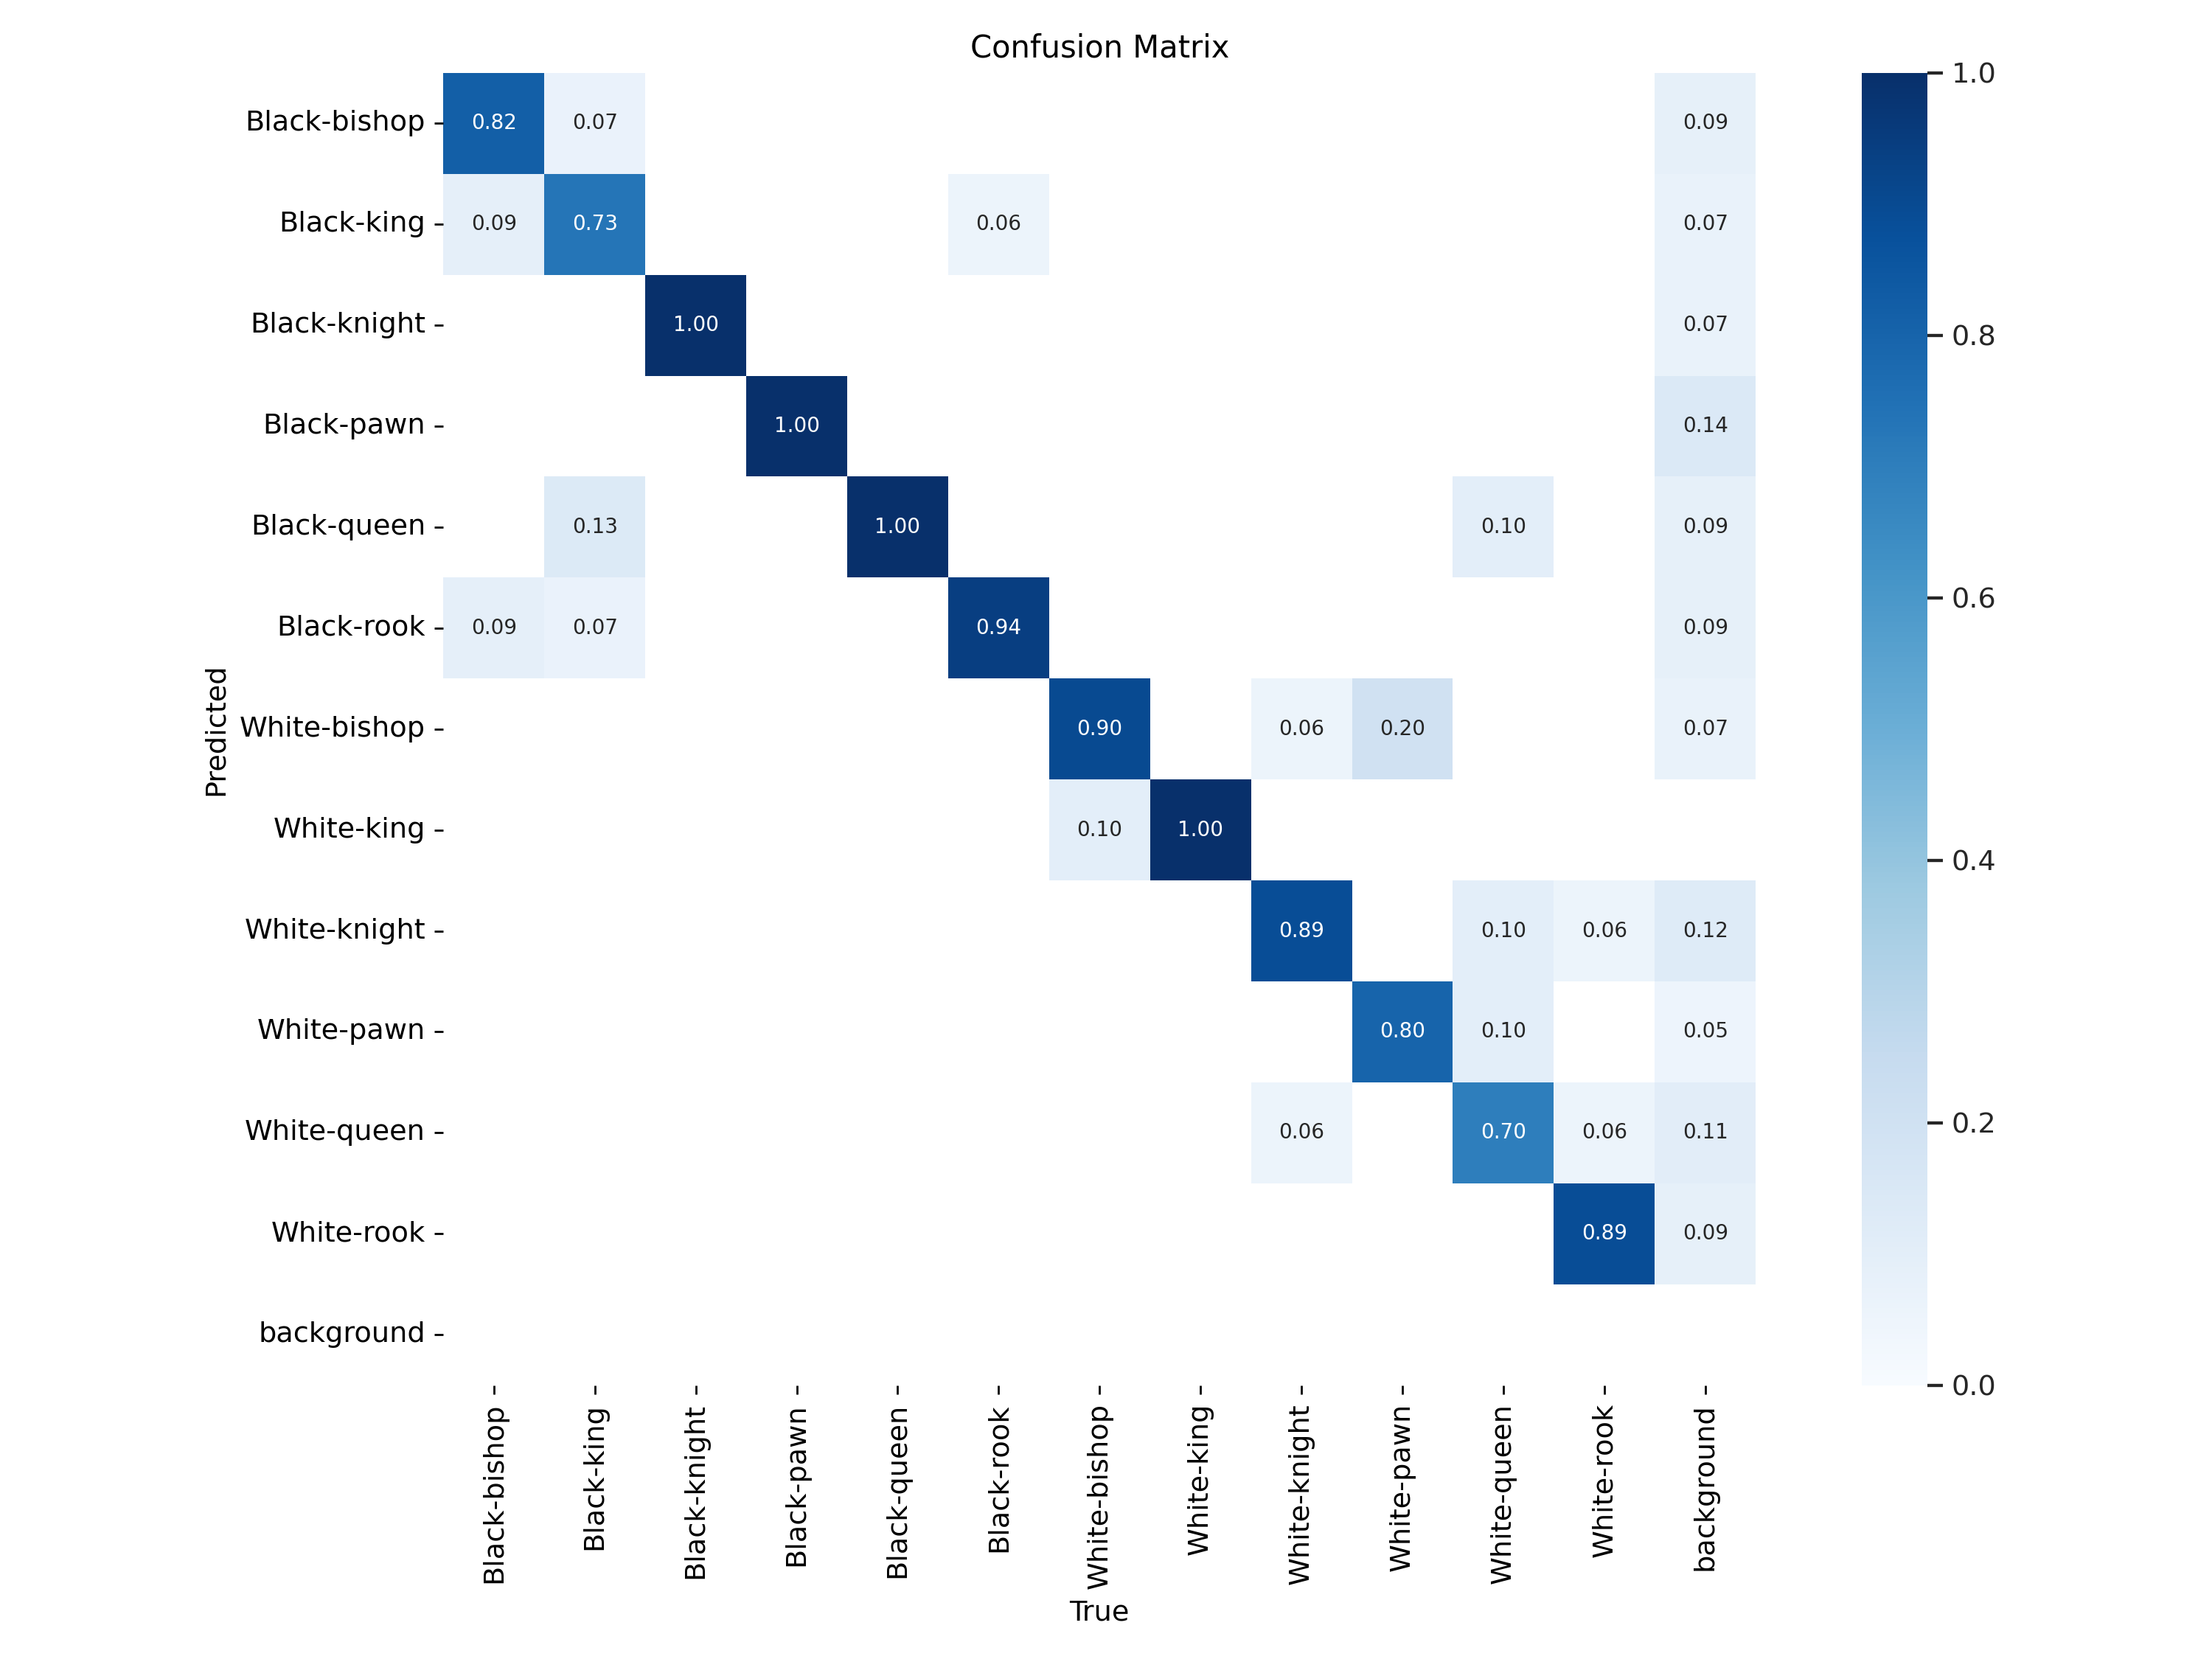 Confusion Matrix
Black-bishop 0.82 0.07 0.09 1.0
Black-king 0.09 0.73 0.06 0.07
Black-knight 1.00 0.07 0.8
Black-pawn 1.00 0.14
Black-queen 0.13 1.00 0.10 0.09
Black-rook 0.09 0.07 0.94 0.09 0.6
Predicted
White-bishop 0.90 0.06 0.20 0.07
White-king 0.10 1.00 0.4
White-knight 0.89 0.10 0.06 0.12
White-pawn 0.80 0.10 0.05
White-queen 0.06 0.70 0.06 0.11 0.2
White-rook 0.89 0.09
background 0.0
Black-bishop
Black-king
Black-knight
Black-pawn
Black-queen
Black-rook
White-bishop
White-king
White-knight
White-pawn
White-queen
White-rook
background
True